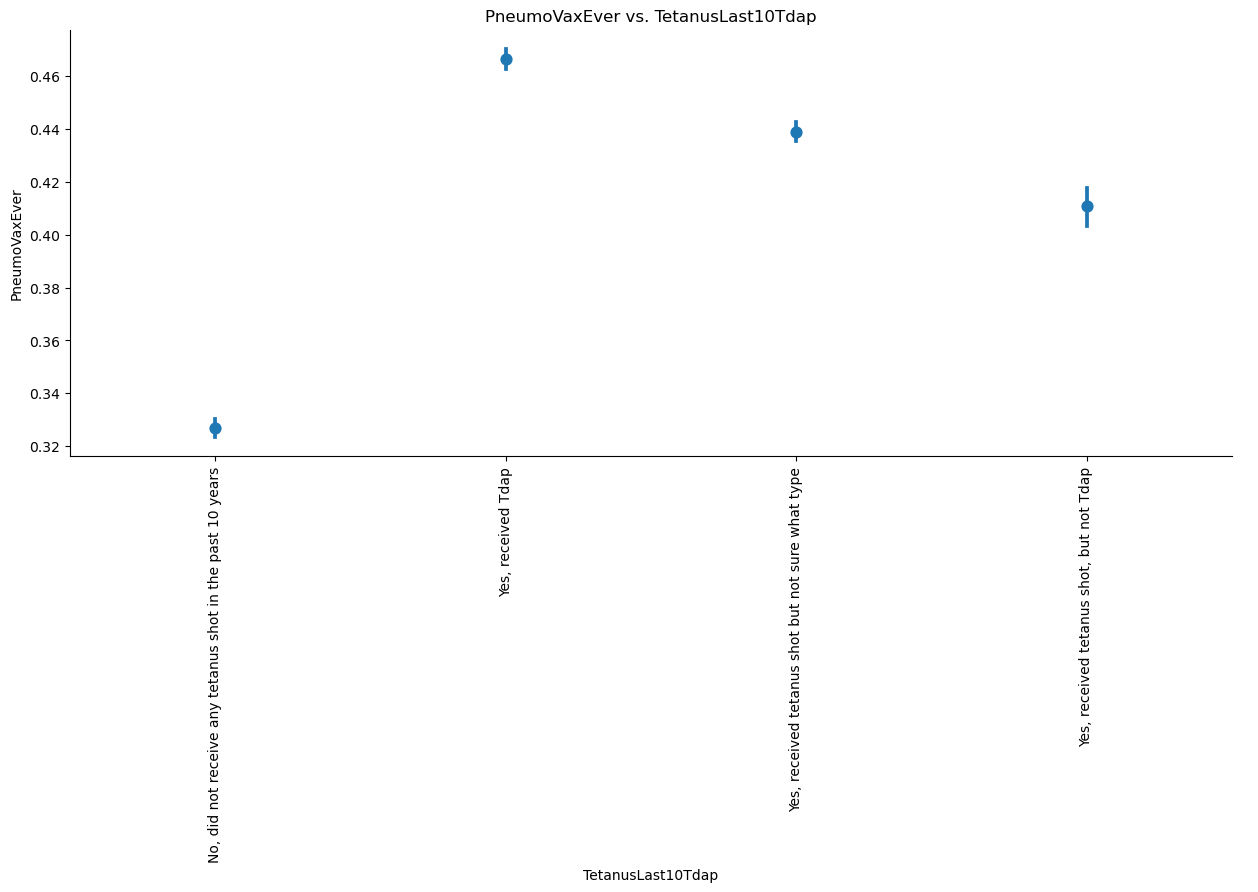 PneumoVaxEver vs. TetanusLast10Tdap
PneumoVaxEver
0.46
0.44
0.42
0.40
0.38
0.36
0.34
0.32
No, did not receive any tetanus shot in the past 10 years
Yes, received Tdap
Yes, received tetanus shot but not sure what type
Yes, received tetanus shot, but not Tdap
TetanusLast10Tdap